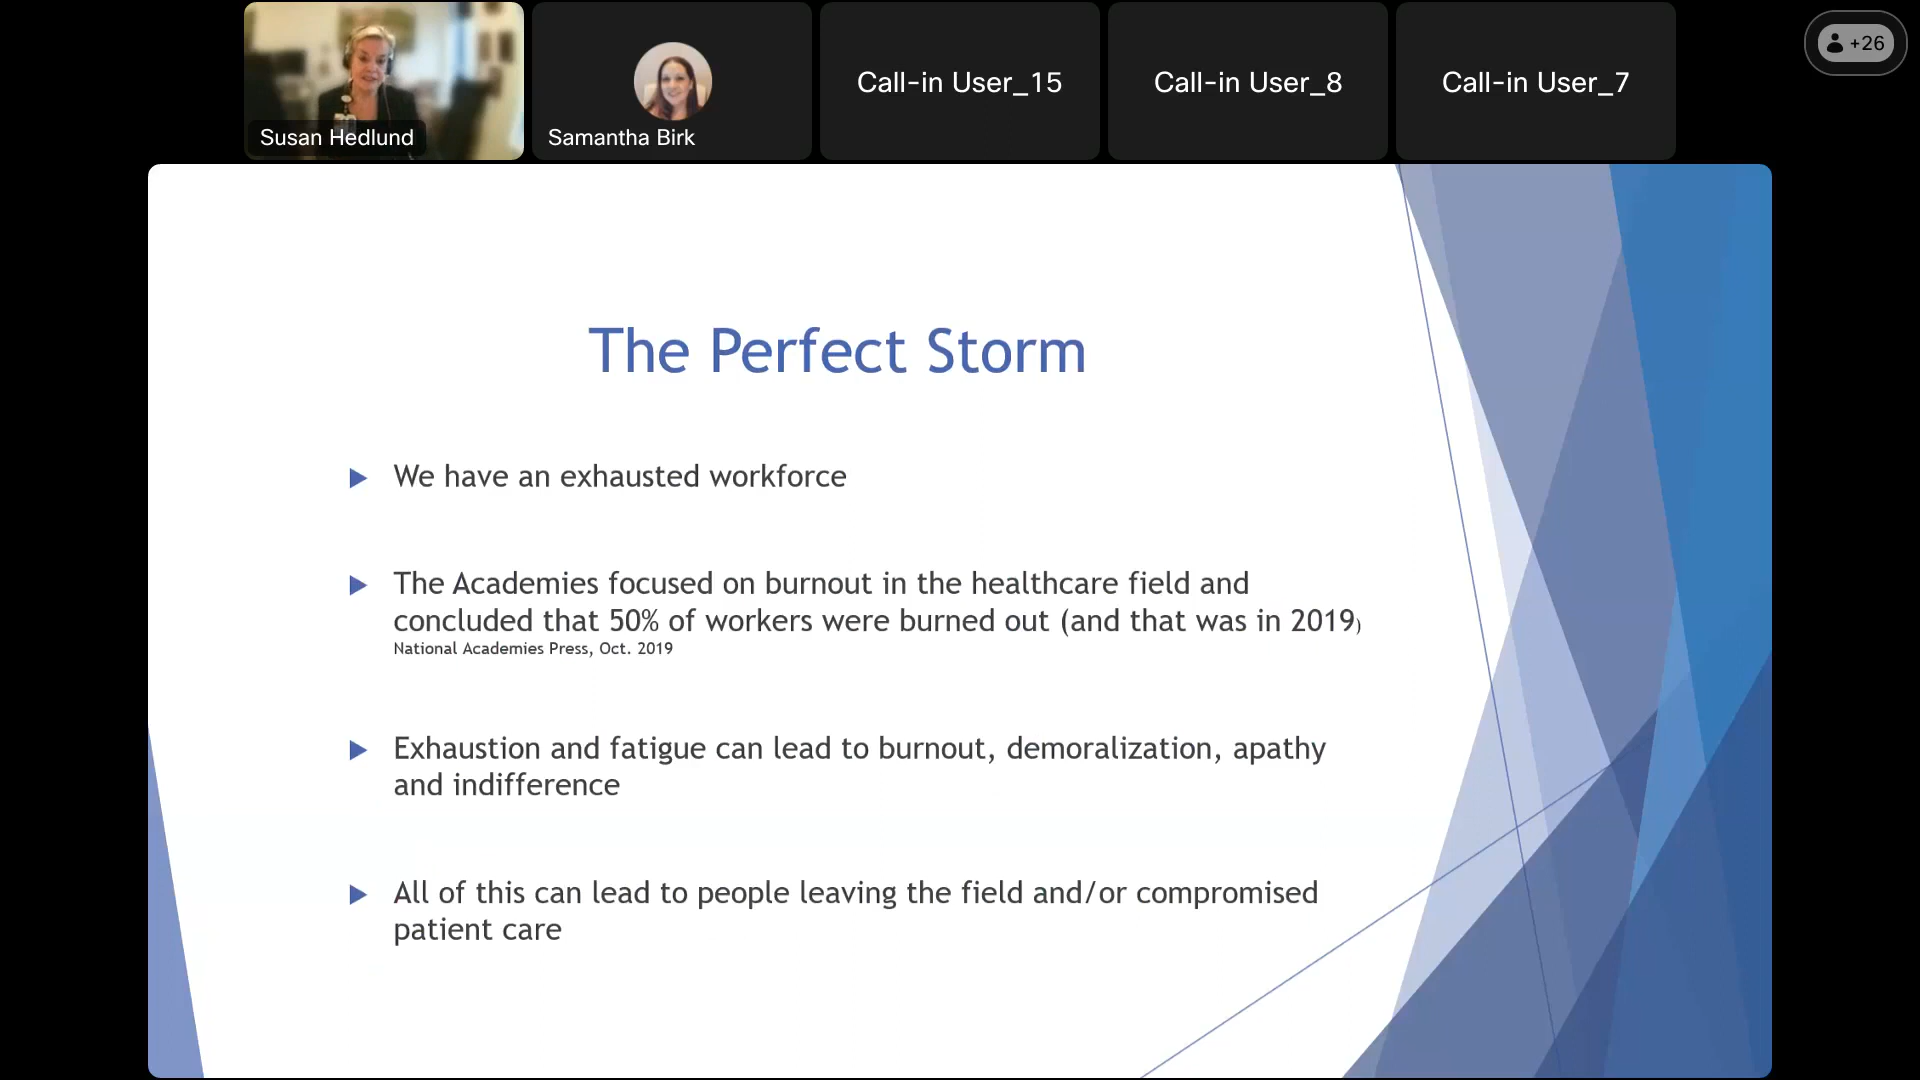 Susan Hedlund
Samantha Birk
Call-in User_15
Call-in User_8
Call-in User_7
+26
The Perfect Storm
We have an exhausted workforce
The Academies focused on burnout in the healthcare field and
concluded that 50% of workers were burned out (and that was in 2019)
National Academies Press, Oct. 2019
Exhaustion and fatigue can lead to burnout, demoralization, apathy
and indifference
All of this can lead to people leaving the field and/or compromised
patient care